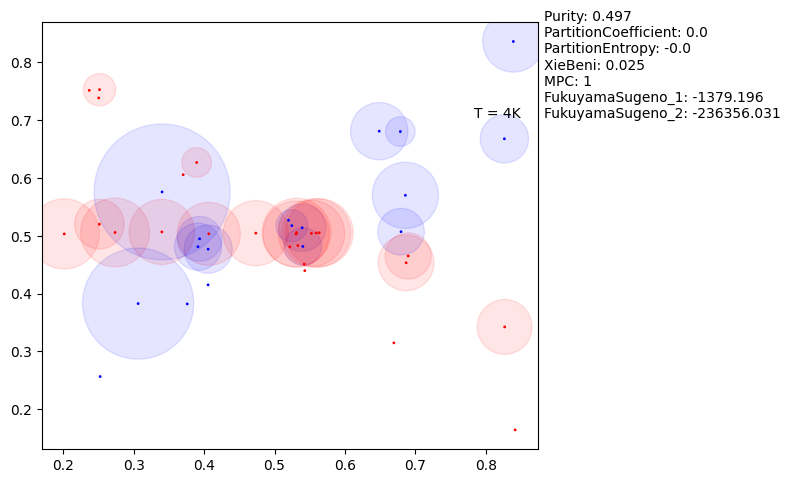 Purity: 0.497
PartitionCoefficient: 0.0
PartitionEntropy: -0.0
XieBeni: 0.025
MPC: 1
FukuyamaSugeno_1: -1379.196
FukuyamaSugeno_2: -236356.031
T = 4K
0.8
0.7
0.6
0.5
0.4
0.3
0.2
0.2 0.3 0.4 0.5 0.6 0.7 0.8